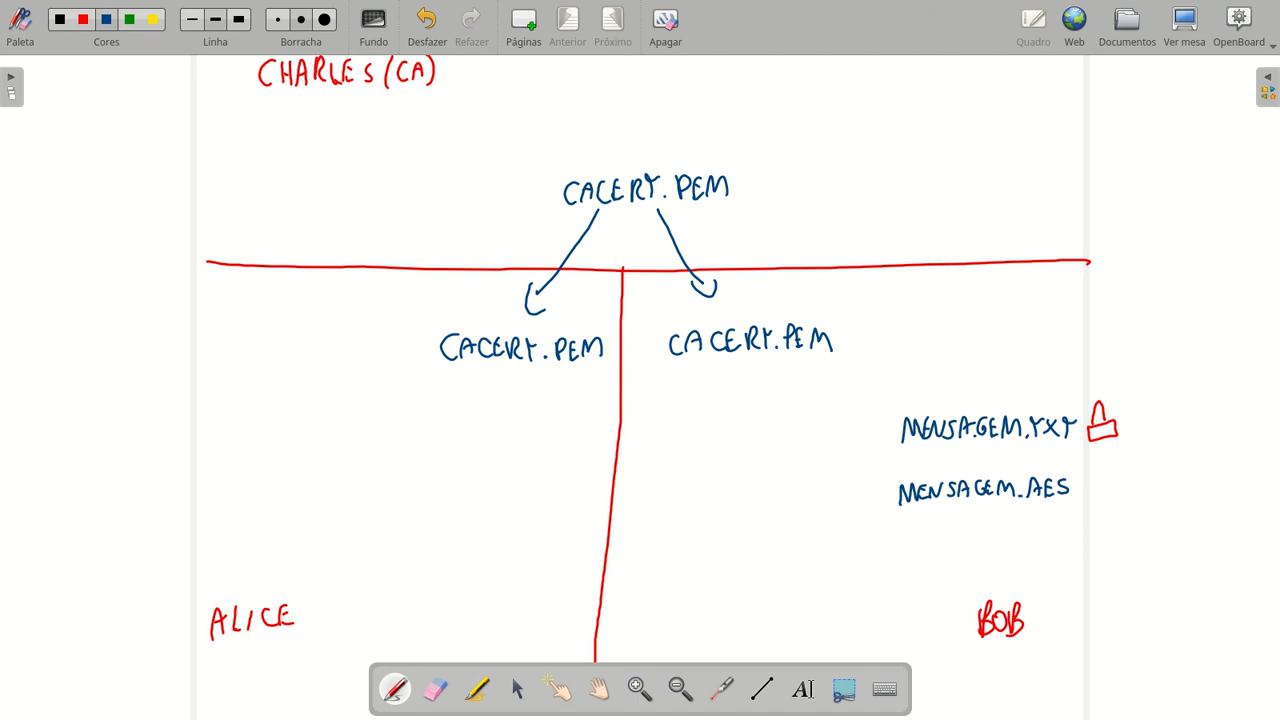 Paleta Cores Linha Borracha Fundo Desfazer Refazer Páginas Anterior Próximo Apagar Quadro Web Documentos Ver mesa OpenBoard
CHARLES (CA)
CACERT.PEM
CACERT.PEM CACERT.PEM
MENSAGEM.TXT
MENSAGEM.AES
ALICE BOB